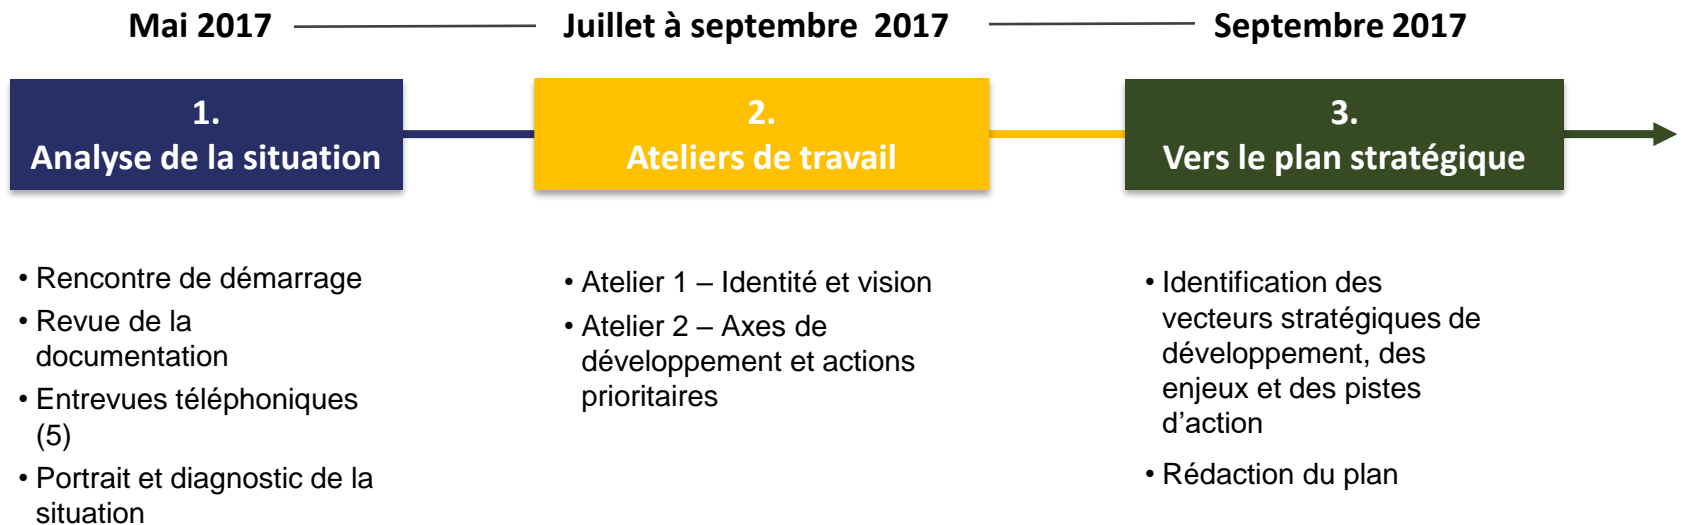 Mai 2017
Juillet à septembre  2017
Septembre 2017
1.
Analyse de la situation
2.
Ateliers de travail
3.
Vers le plan stratégique
• Rencontre de démarrage
• Revue de la
documentation
• Entrevues téléphoniques
(5)
• Portrait et diagnostic de la
situation
• Atelier 1 – Identité et vision
• Atelier 2 – Axes de
développement et actions
prioritaires
• Identification des
vecteurs stratégiques de
développement, des
enjeux et des pistes
d’action
• Rédaction du plan